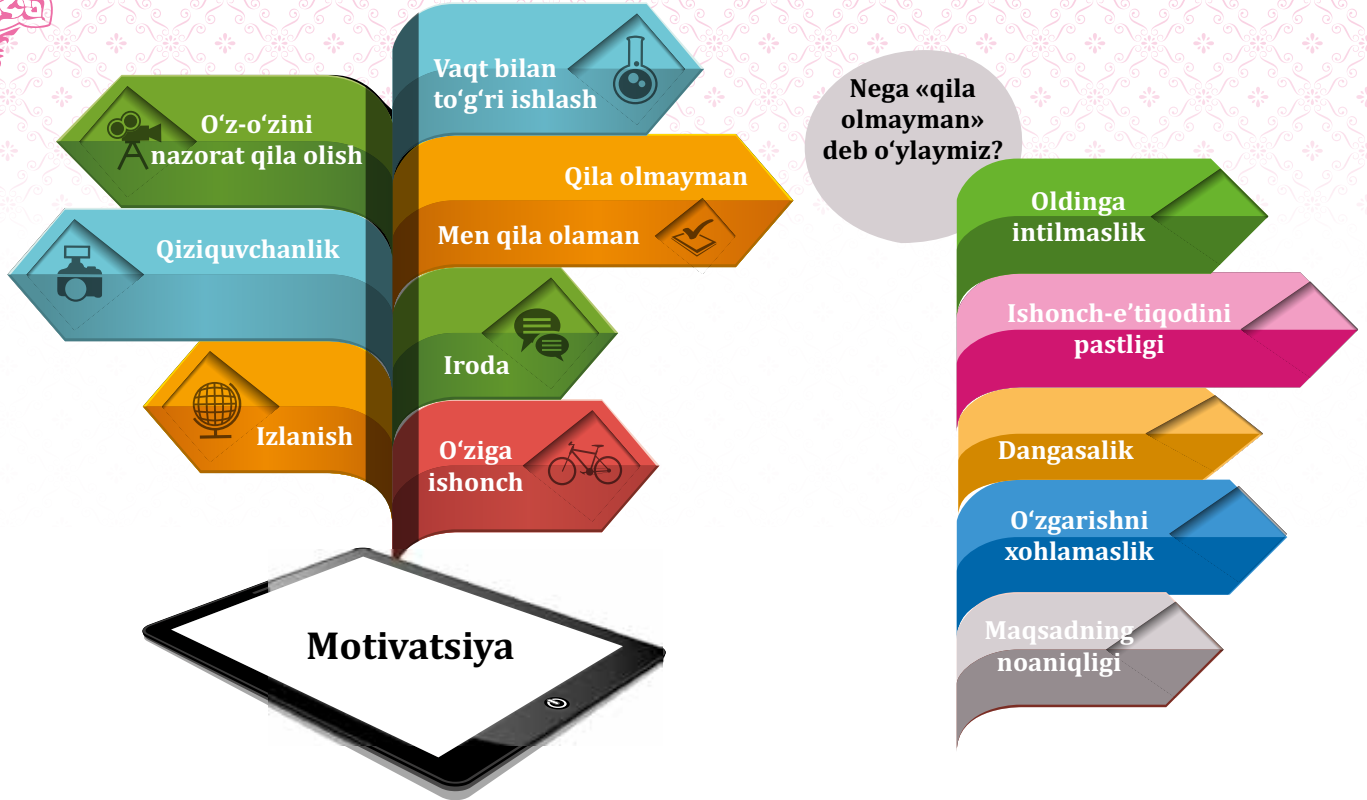 O‘z-o‘zini
nazorat qila olish
Qiziquvchanlik
Izlanish
Vaqt bilan
to‘g‘ri ishlash
Qila olmayman
Men qila olaman
Iroda
O‘ziga
ishonch
Motivatsiya
Nega «qila
olmayman»
deb o‘ylaymiz?
Oldinga
intilmaslik
Ishonch-e’tiqodini
pastligi
Dangasalik
O‘zgarishni
xohlamaslik
Maqsadning
noaniqligi